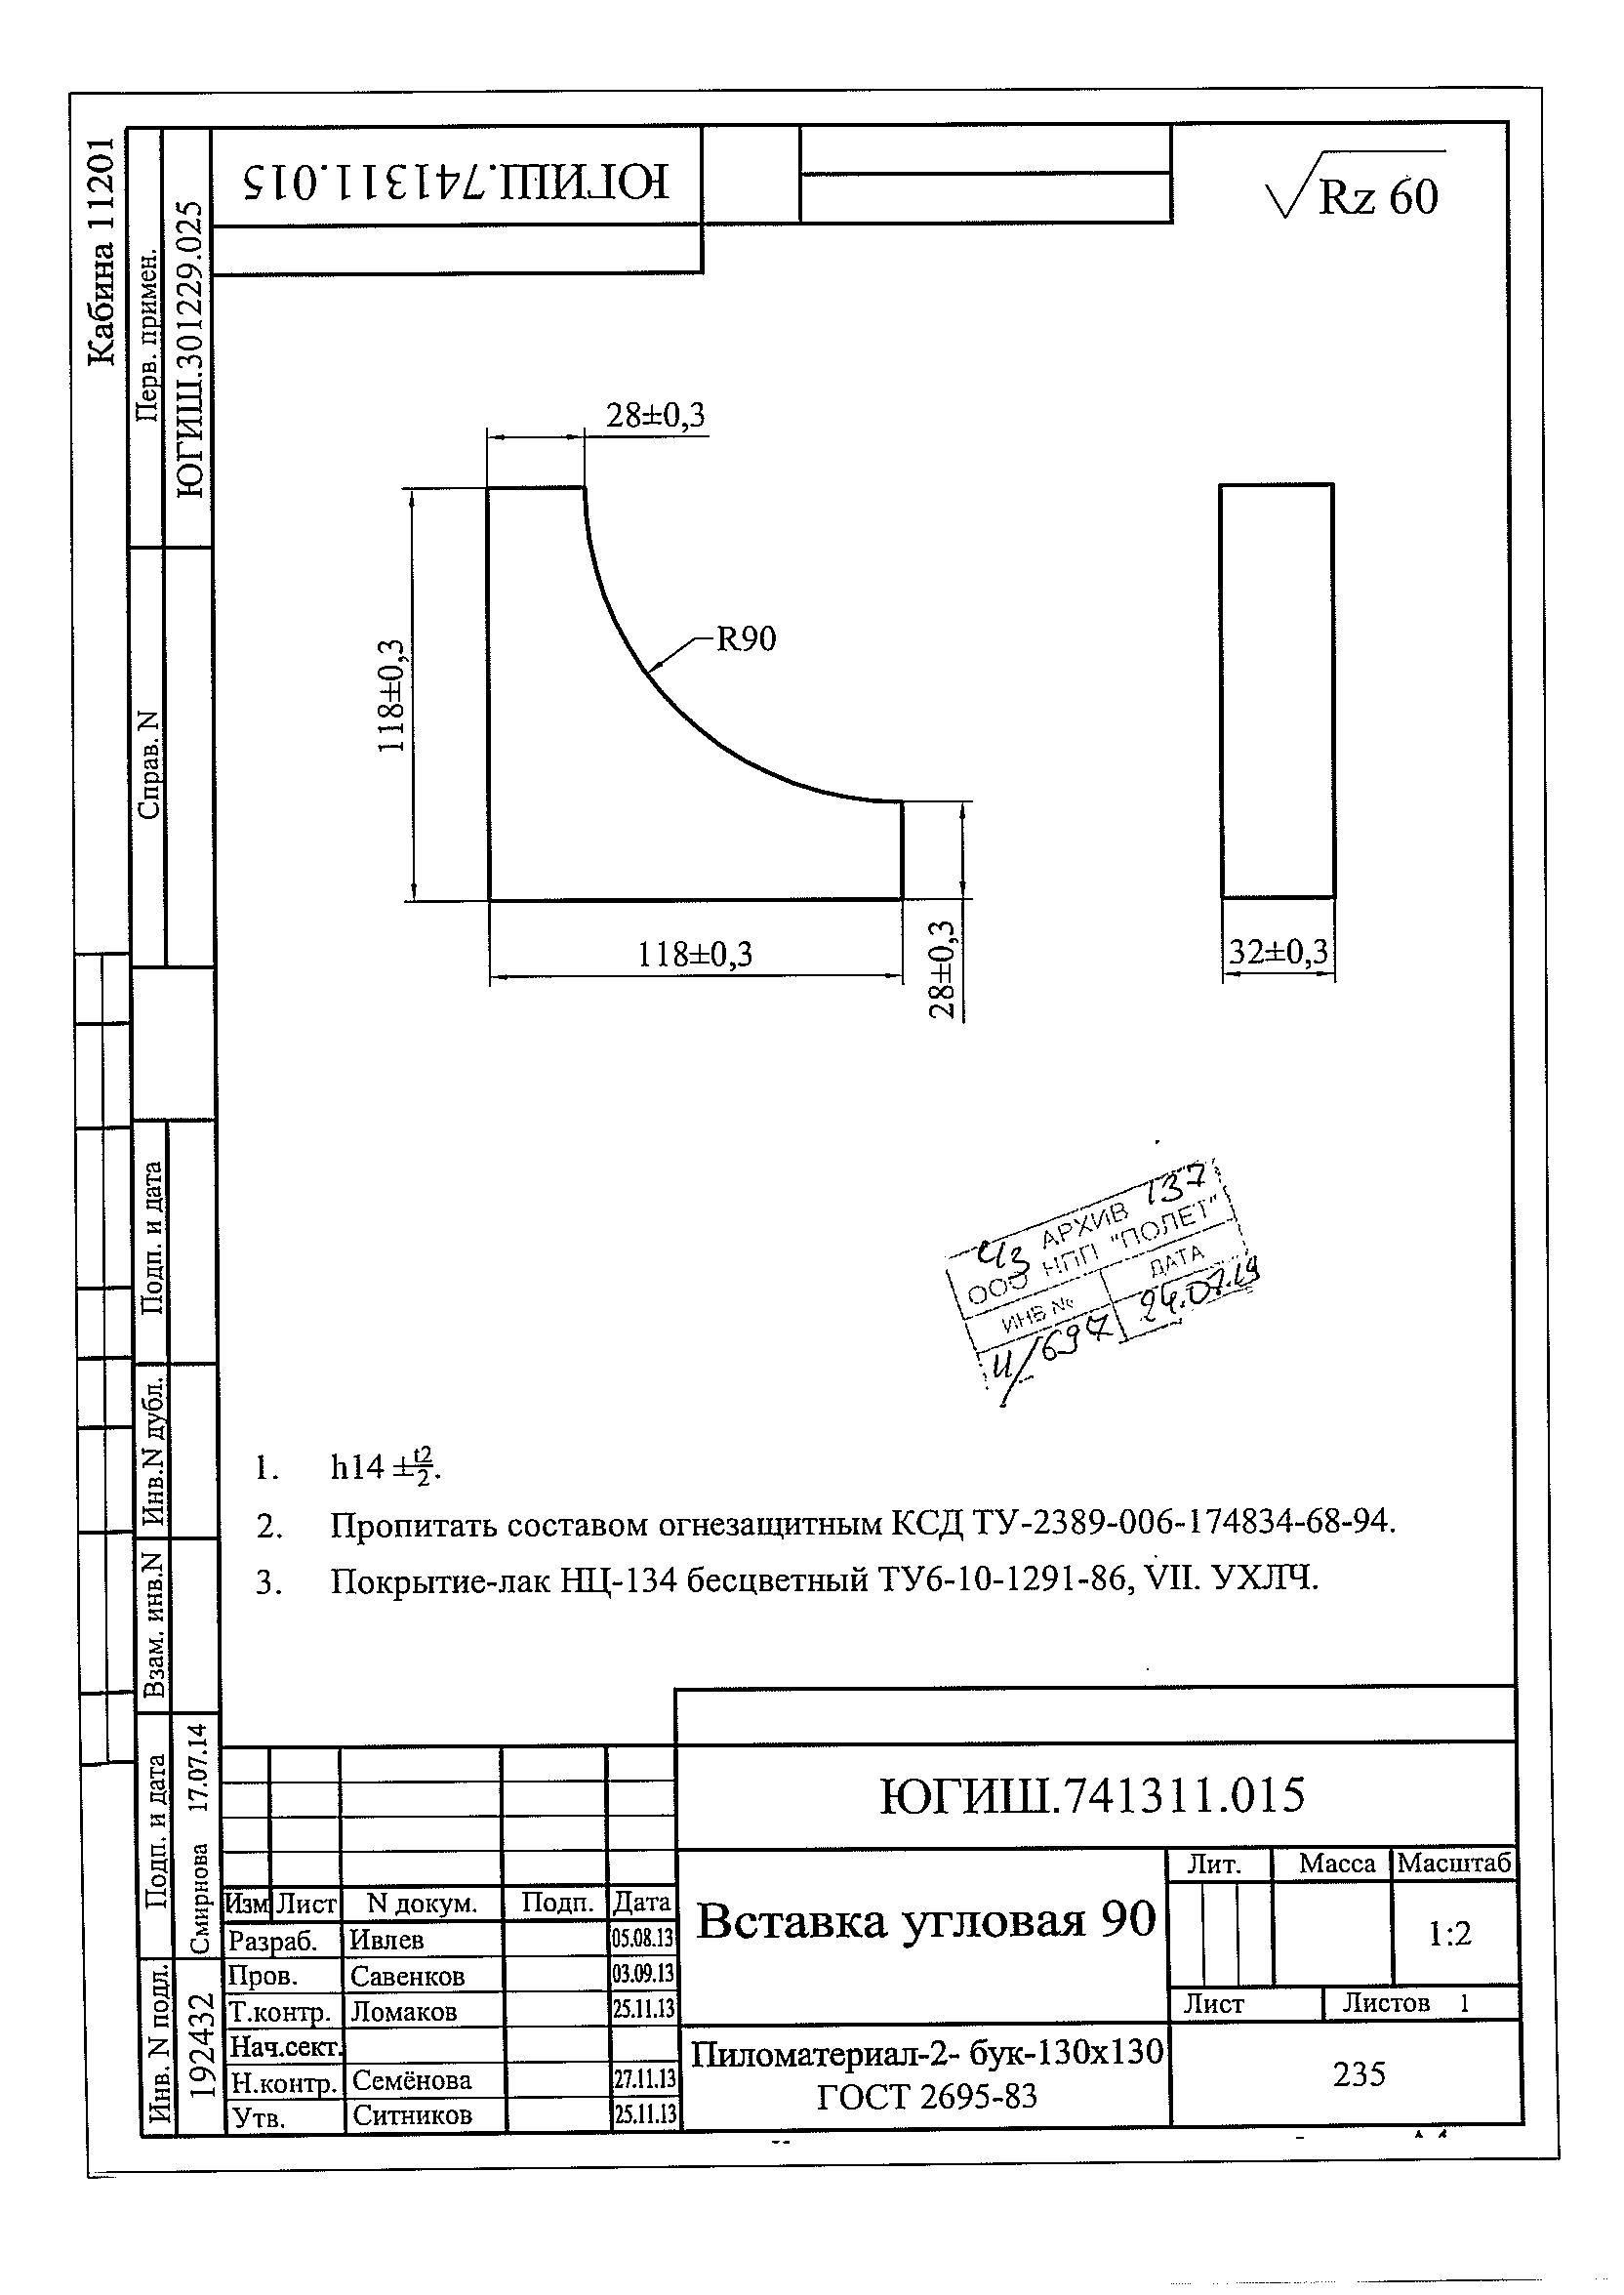 Кабина 11201
Перв. примен.
ЮГИШ.301229.025
Справ. N
ЮГИШ.741311.015
Rz 60
28±0,3
118±0,3
R90
118±0,3
28±0,3
32±0,3
АРХИВ 137
ООО НПП "ПОЛЕТ"
ИНВ № ДАТА
24.07.19
1. h14 ±t2/2.
2. Пропитать составом огнезащитным КСД ТУ-2389-006-174834-68-94.
3. Покрытие-лак НЦ-134 бесцветный ТУ6-10-1291-86, VII. УХЛЧ.
Подп. и дата
Инв.N дубл.
Взам. инв.N
Подп. и дата
Смирнова 17.07.14
Инв. N подл.
192432
ЮГИШ.741311.015
Изм Лист N докум. Подп. Дата
Разраб. Ивлев 05.08.13
Пров. Савенков 03.09.13
Т.контр. Ломаков 25.11.13
Нач.сект.
Н.контр. Семёнова 27.11.13
Утв. Ситников 25.11.13
Вставка угловая 90
Лит. Масса Масштаб
1:2
Лист Листов 1
Пиломатериал-2- бук-130х130
ГОСТ 2695-83
235